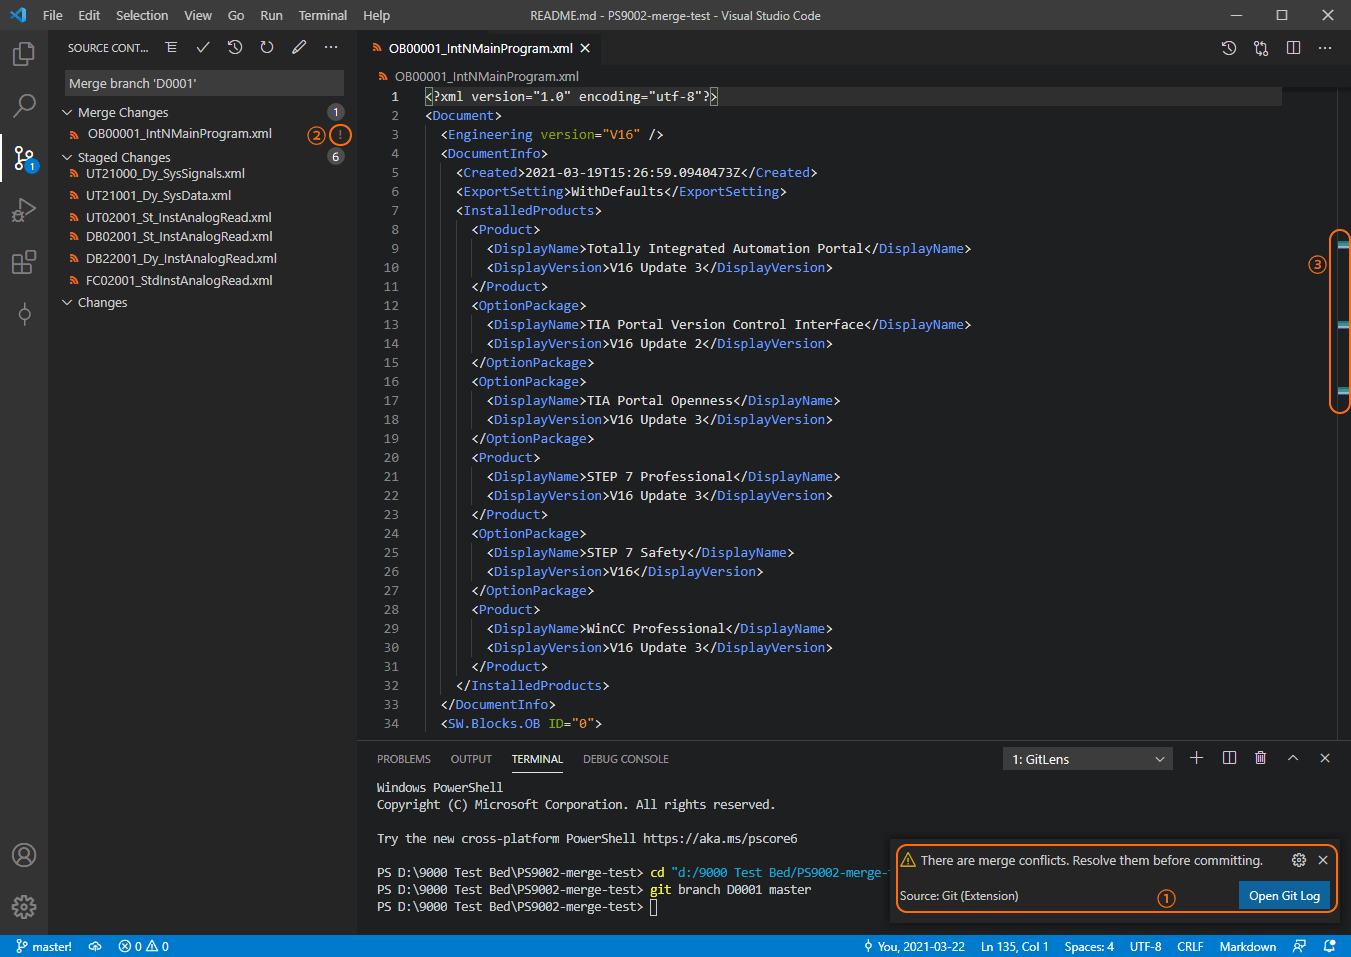 File Edit Selection View Go Run Terminal Help README.md - PS9002-merge-test - Visual Studio Code
SOURCE CONT...
Merge branch 'D0001'
Merge Changes 1
OB00001_IntNMainProgram.xml 2 !
Staged Changes 6
UT21000_Dy_SysSignals.xml
UT21001_Dy_SysData.xml
UT02001_St_InstAnalogRead.xml
DB02001_St_InstAnalogRead.xml
DB22001_Dy_InstAnalogRead.xml
FC02001_StdInstAnalogRead.xml
Changes
1
OB00001_IntNMainProgram.xml
OB00001_IntNMainProgram.xml
1 <?xml version="1.0" encoding="utf-8"?>
2 <Document>
3 <Engineering version="V16" />
4 <DocumentInfo>
5 <Created>2021-03-19T15:26:59.0940473Z</Created>
6 <ExportSetting>WithDefaults</ExportSetting>
7 <InstalledProducts>
8 <Product>
9 <DisplayName>Totally Integrated Automation Portal</DisplayName>
10 <DisplayVersion>V16 Update 3</DisplayVersion>
11 </Product>
12 <OptionPackage>
13 <DisplayName>TIA Portal Version Control Interface</DisplayName>
14 <DisplayVersion>V16 Update 2</DisplayVersion>
15 </OptionPackage>
16 <OptionPackage>
17 <DisplayName>TIA Portal Openness</DisplayName>
18 <DisplayVersion>V16 Update 3</DisplayVersion>
19 </OptionPackage>
20 <Product>
21 <DisplayName>STEP 7 Professional</DisplayName>
22 <DisplayVersion>V16 Update 3</DisplayVersion>
23 </Product>
24 <OptionPackage>
25 <DisplayName>STEP 7 Safety</DisplayName>
26 <DisplayVersion>V16</DisplayVersion>
27 </OptionPackage>
28 <Product>
29 <DisplayName>WinCC Professional</DisplayName>
30 <DisplayVersion>V16 Update 3</DisplayVersion>
31 </Product>
32 </InstalledProducts>
33 </DocumentInfo>
34 <SW.Blocks.OB ID="0">
3
PROBLEMS OUTPUT TERMINAL DEBUG CONSOLE 1: GitLens
Windows PowerShell
Copyright (C) Microsoft Corporation. All rights reserved.
Try the new cross-platform PowerShell https://aka.ms/pscore6
PS D:\9000 Test Bed\PS9002-merge-test> cd "d:/9000 Test Bed/PS9002-merge-
PS D:\9000 Test Bed\PS9002-merge-test> git branch D0001 master
PS D:\9000 Test Bed\PS9002-merge-test>
There are merge conflicts. Resolve them before committing.
Source: Git (Extension) 1 Open Git Log
master! 0 0 You, 2021-03-22 Ln 135, Col 1 Spaces: 4 UTF-8 CRLF Markdown